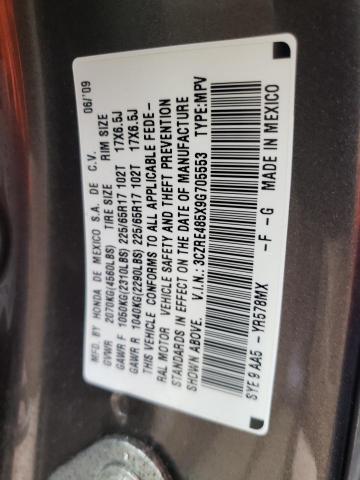 MFD. BY HONDA DE MEXICO S.A. DE C.V. 06/'09
GVWR 2070KG(4560LBS) TIRE SIZE RIM SIZE
GAWR F 1050KG(2310LBS) 225/65R17 102T 17X6.5J
GAWR R 1040KG(2290LBS) 225/65R17 102T 17X6.5J
THIS VEHICLE CONFORMS TO ALL APPLICABLE FEDE-
RAL MOTOR VEHICLE SAFETY AND THEFT PREVENTION
STANDARDS IN EFFECT ON THE DATE OF MANUFACTURE
SHOWN ABOVE. V.I.N.: 3CZRE485X9G705553 TYPE:MPV
SYE9AA5 -YR578MX -F -G MADE IN MEXICO